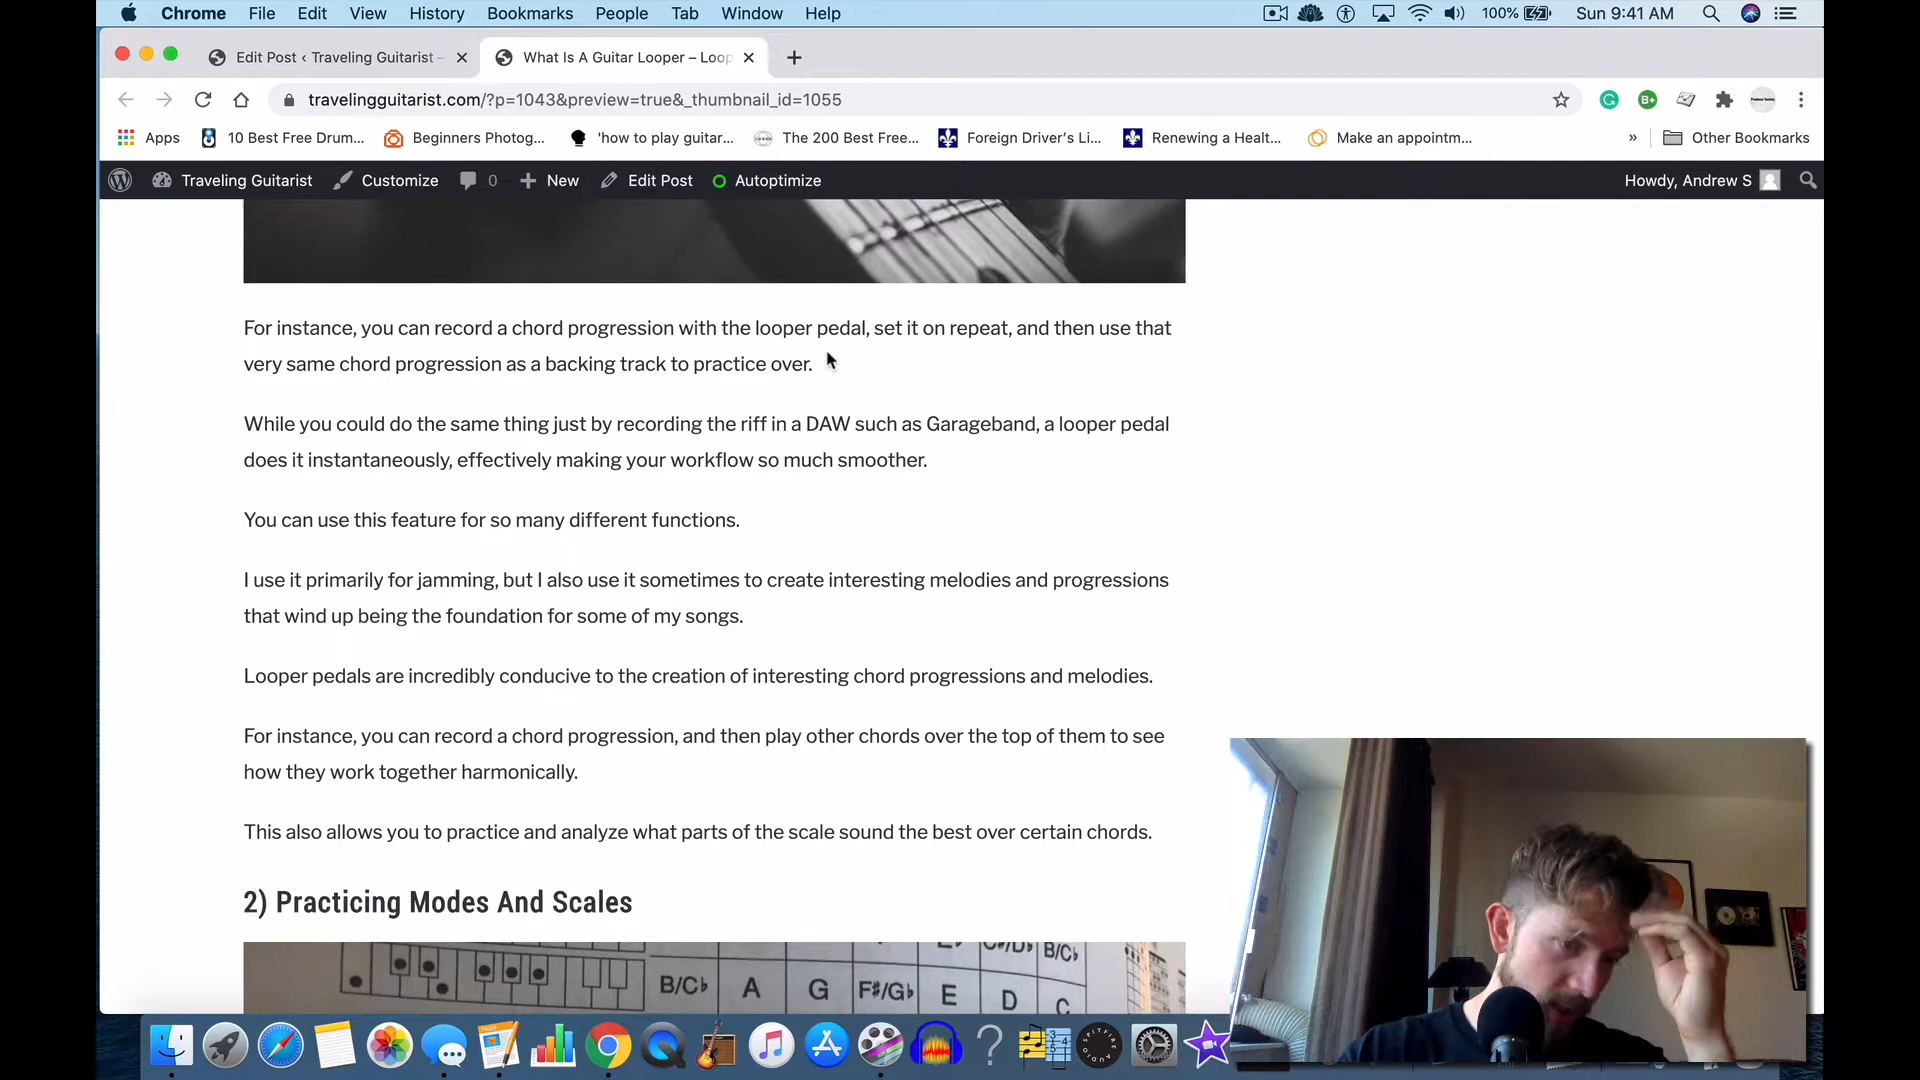 Chrome File Edit View History Bookmarks People Tab Window Help 100% Sun 9:41 AM
Edit Post ‹ Traveling Guitarist – What Is A Guitar Looper – Loop
travelingguitarist.com/?p=1043&preview=true&_thumbnail_id=1055
Apps 10 Best Free Drum... Beginners Photog... 'how to play guitar... The 200 Best Free... Foreign Driver's Li... Renewing a Healt... Make an appointm... » Other Bookmarks
Traveling Guitarist Customize 0 New Edit Post Autoptimize Howdy, Andrew S
For instance, you can record a chord progression with the looper pedal, set it on repeat, and then use that
very same chord progression as a backing track to practice over.
While you could do the same thing just by recording the riff in a DAW such as Garageband, a looper pedal
does it instantaneously, effectively making your workflow so much smoother.
You can use this feature for so many different functions.
I use it primarily for jamming, but I also use it sometimes to create interesting melodies and progressions
that wind up being the foundation for some of my songs.
Looper pedals are incredibly conducive to the creation of interesting chord progressions and melodies.
For instance, you can record a chord progression, and then play other chords over the top of them to see
how they work together harmonically.
This also allows you to practice and analyze what parts of the scale sound the best over certain chords.
2) Practicing Modes And Scales
E♭ C#/D♭ B/C♭
B/C♭ A G F#/G♭ E D C
SPITFIRE AUDIO